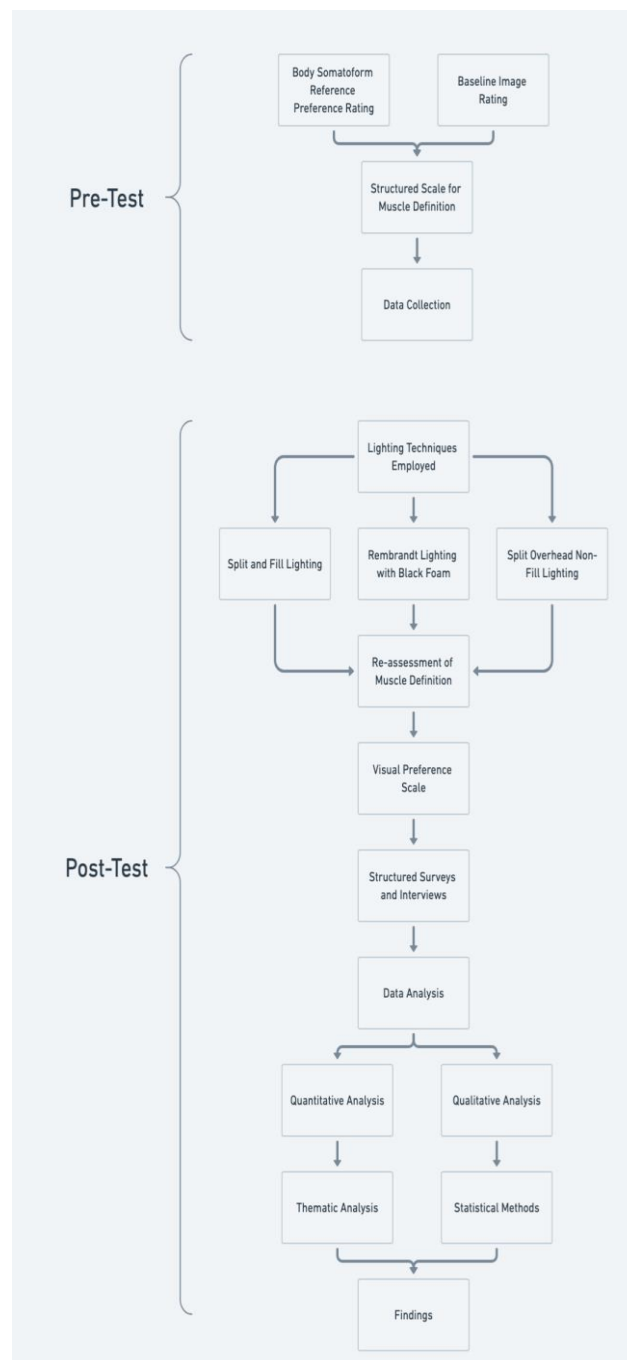 Pre-Test
Body Somatoform
Reference
Preference Rating
Baseline Image
Rating
Structured Scale for
Muscle Definition
Data Collection
Post-Test
Lighting Techniques
Employed
Split and Fill Lighting
Rembrandt Lighting
with Black Foam
Split Overhead Non-
Fill Lighting
Re-assessment of
Muscle Definition
Visual Preference
Scale
Structured Surveys
and Interviews
Data Analysis
Quantitative Analysis
Qualitative Analysis
Thematic Analysis
Statistical Methods
Findings